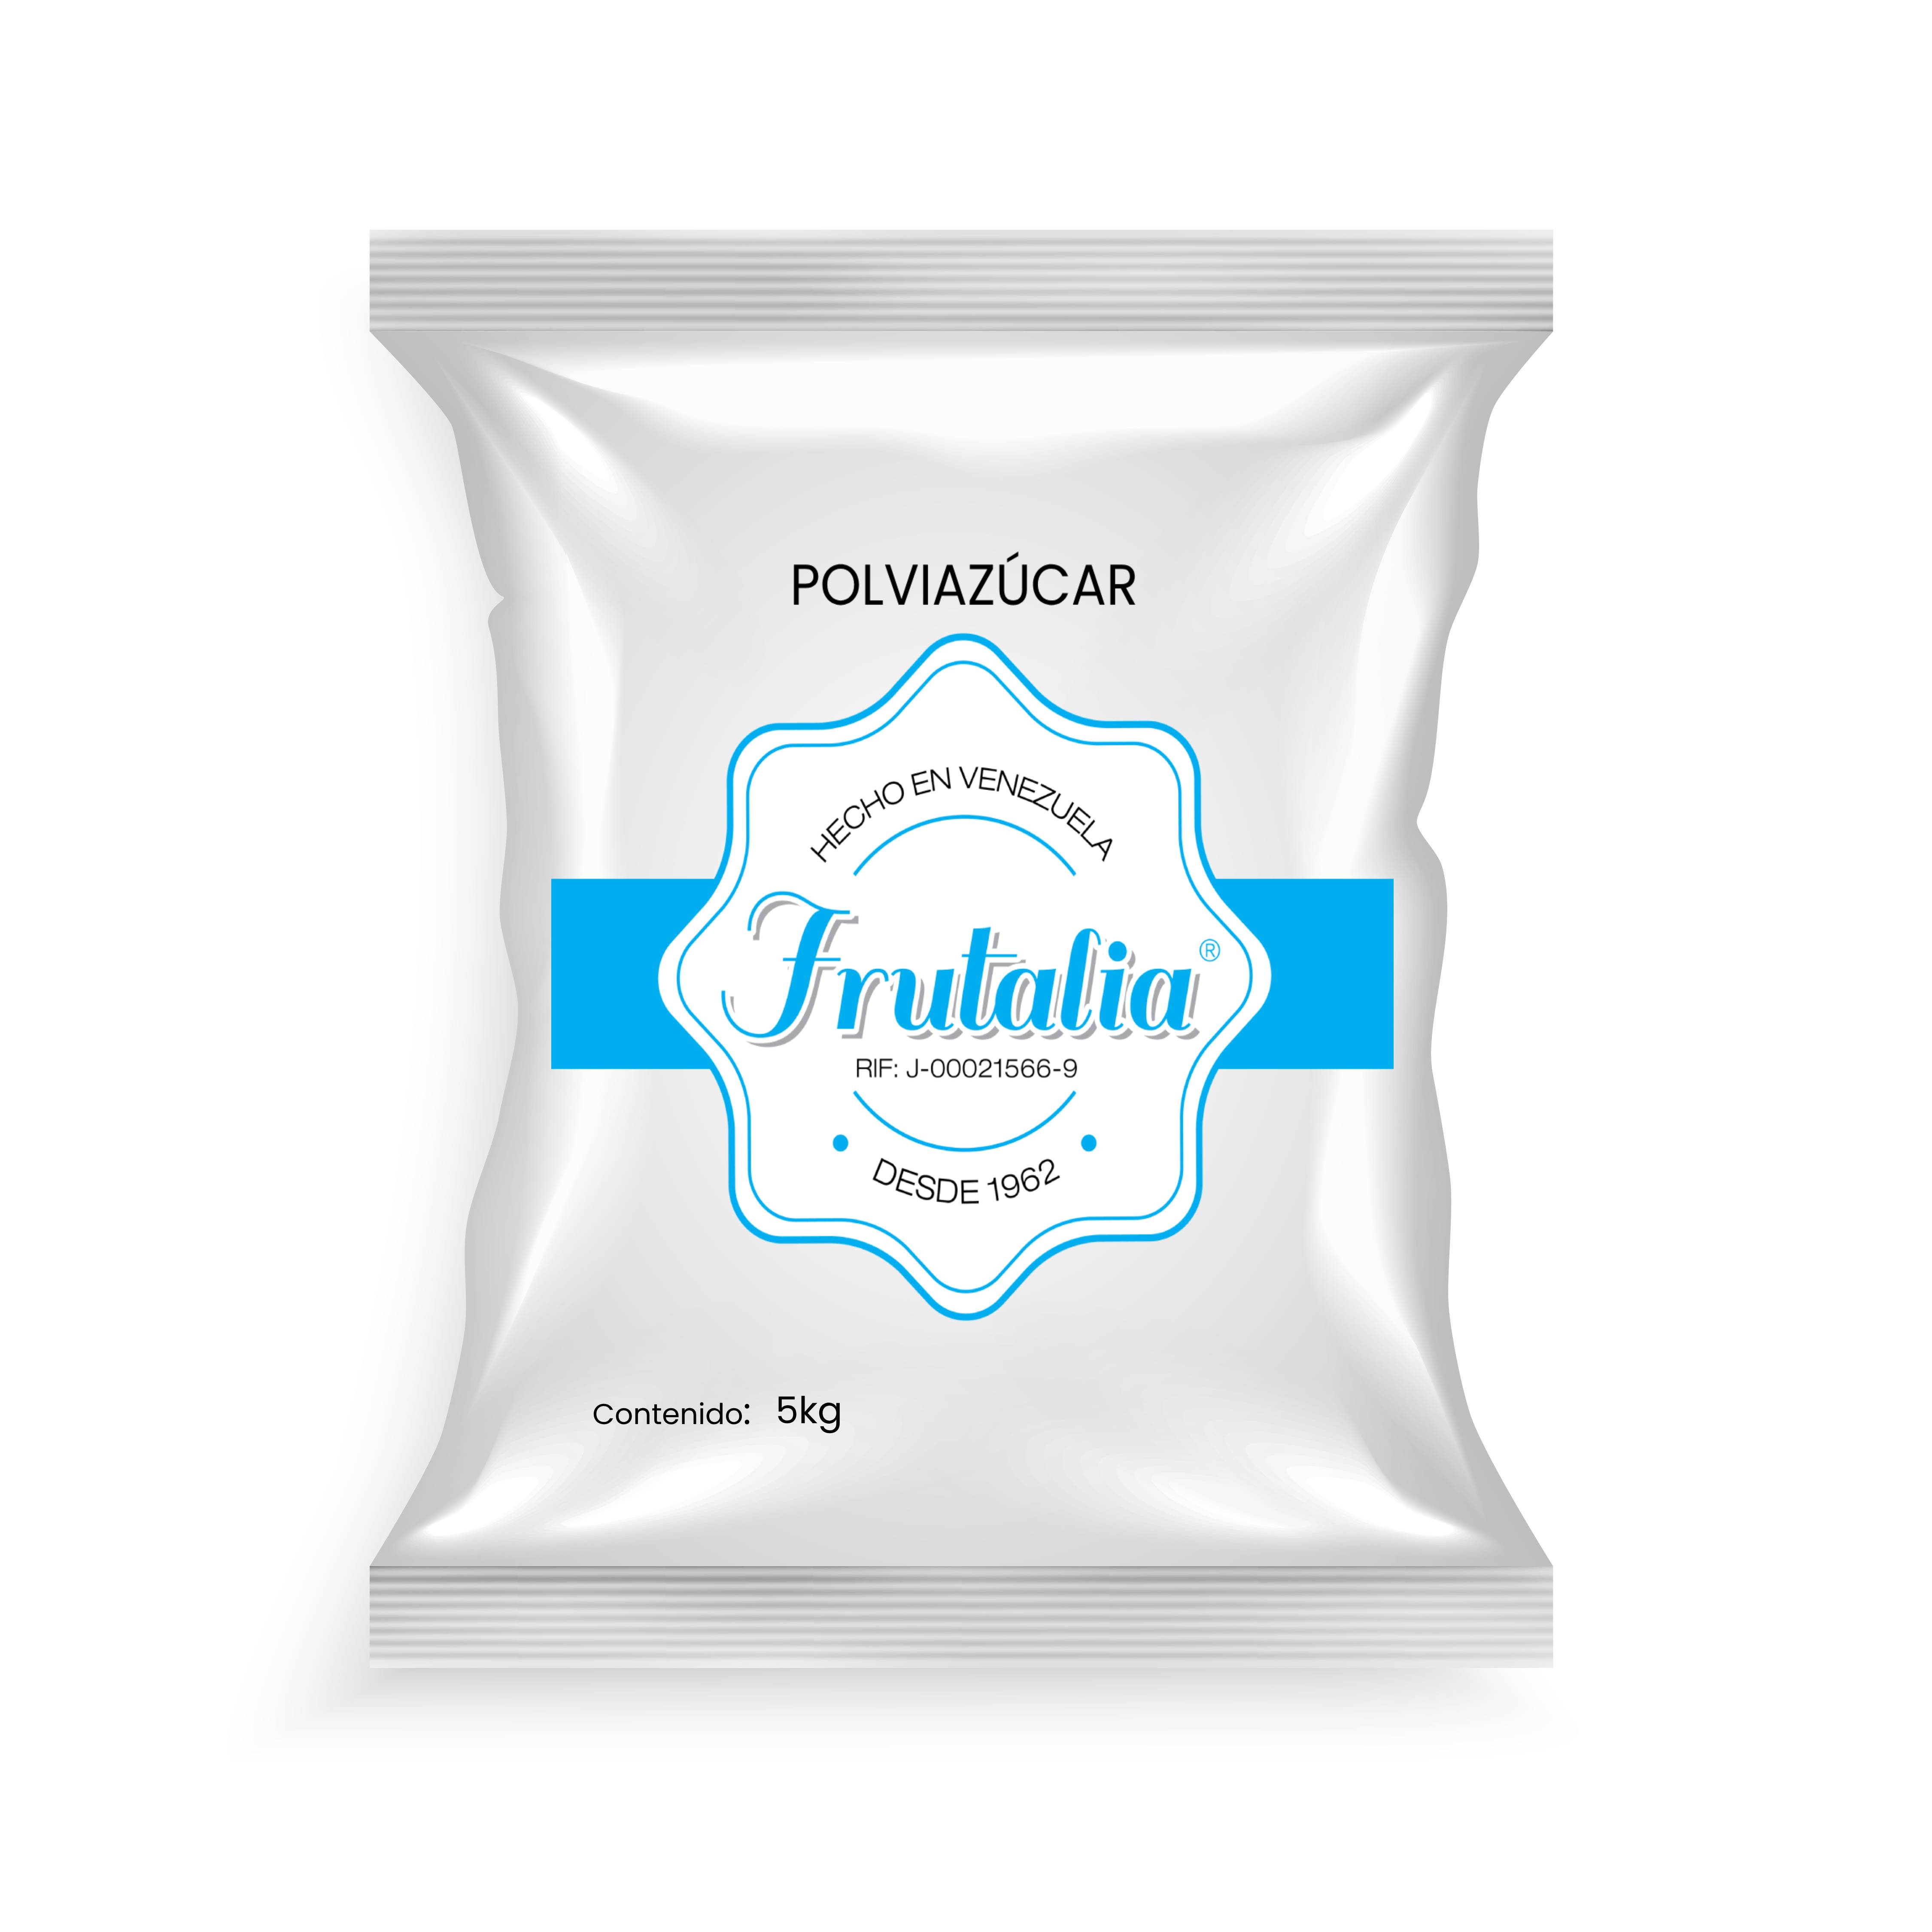 POLVIAZÚCAR
HECHO EN VENEZUELA
Frutalia®
RIF: J-00021566-9
DESDE 1962
Contenido: 5kg